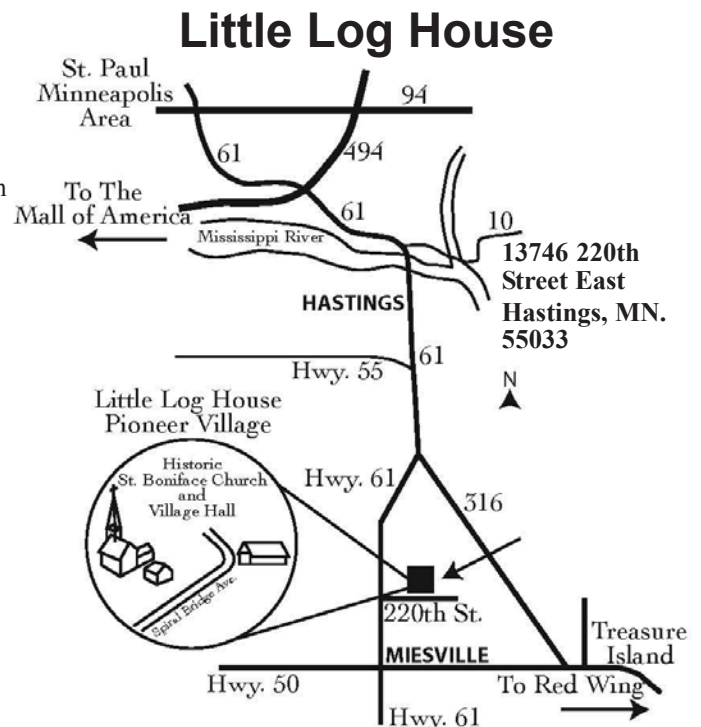 Little Log House
St. Paul
Minneapolis
Area
94
61
494
To The
Mall of America
61
10
Mississippi River
13746 220th
Street East
Hastings, MN.
55033
HASTINGS
61
Hwy. 55
N
Little Log House
Pioneer Village
Historic
St. Boniface Church
and
Village Hall
Spiral Bridge Ave.
Hwy. 61
316
220th St.
MIESVILLE
Treasure
Island
Hwy. 50
To Red Wing
Hwy. 61